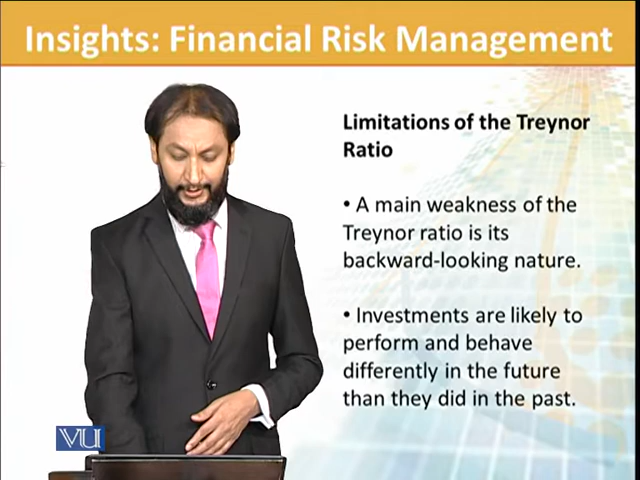 Insights: Financial Risk Management
Limitations of the Treynor
Ratio
• A main weakness of the
Treynor ratio is its
backward-looking nature.
• Investments are likely to
perform and behave
differently in the future
than they did in the past.
VU